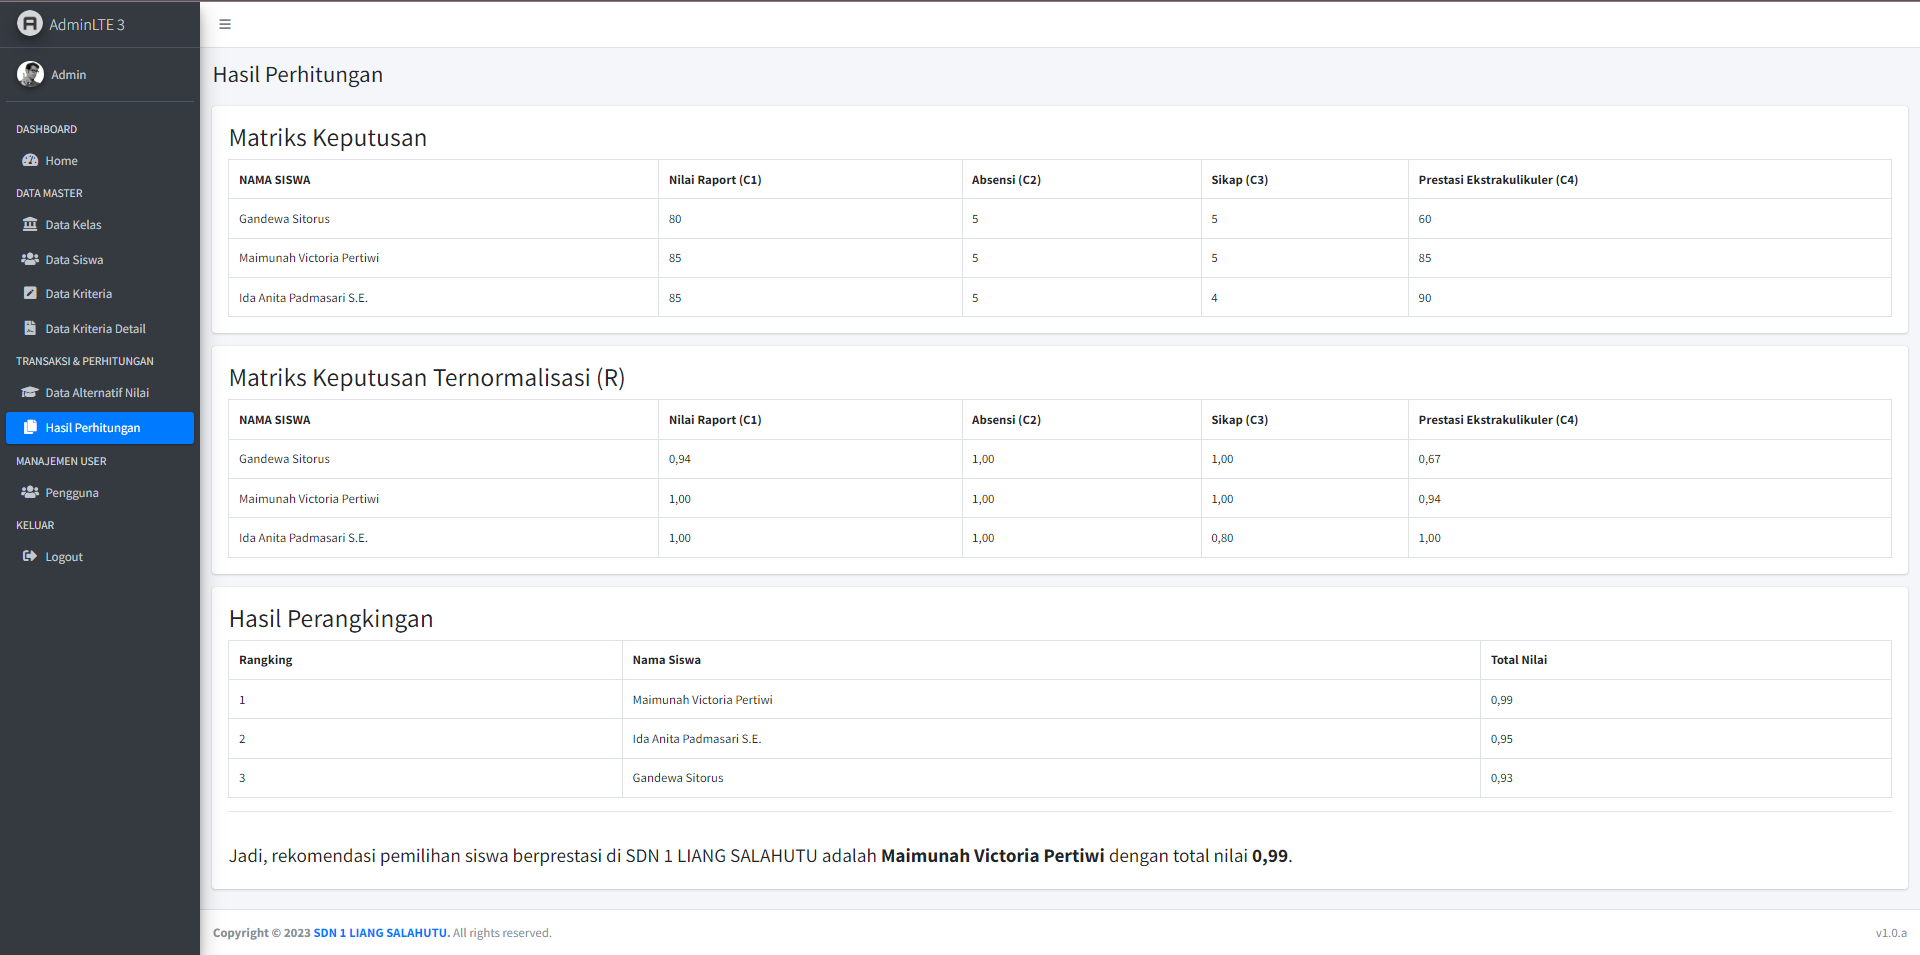 AdminLTE 3
Admin
DASHBOARD
Home
DATA MASTER
Data Kelas
Data Siswa
Data Kriteria
Data Kriteria Detail
TRANSAKSI & PERHITUNGAN
Data Alternatif Nilai
Hasil Perhitungan
MANAJEMEN USER
Pengguna
KELUAR
Logout
Hasil Perhitungan
Matriks Keputusan
NAMA SISWA Nilai Raport (C1) Absensi (C2) Sikap (C3) Prestasi Ekstrakulikuler (C4)
Gandewa Sitorus 80 5 5 60
Maimunah Victoria Pertiwi 85 5 5 85
Ida Anita Padmasari S.E. 85 5 4 90
Matriks Keputusan Ternormalisasi (R)
NAMA SISWA Nilai Raport (C1) Absensi (C2) Sikap (C3) Prestasi Ekstrakulikuler (C4)
Gandewa Sitorus 0,94 1,00 1,00 0,67
Maimunah Victoria Pertiwi 1,00 1,00 1,00 0,94
Ida Anita Padmasari S.E. 1,00 1,00 0,80 1,00
Hasil Perangkingan
Rangking Nama Siswa Total Nilai
1 Maimunah Victoria Pertiwi 0,99
2 Ida Anita Padmasari S.E. 0,95
3 Gandewa Sitorus 0,93
Jadi, rekomendasi pemilihan siswa berprestasi di SDN 1 LIANG SALAHUTU adalah Maimunah Victoria Pertiwi dengan total nilai 0,99.
Copyright © 2023 SDN 1 LIANG SALAHUTU. All rights reserved. v1.0.a